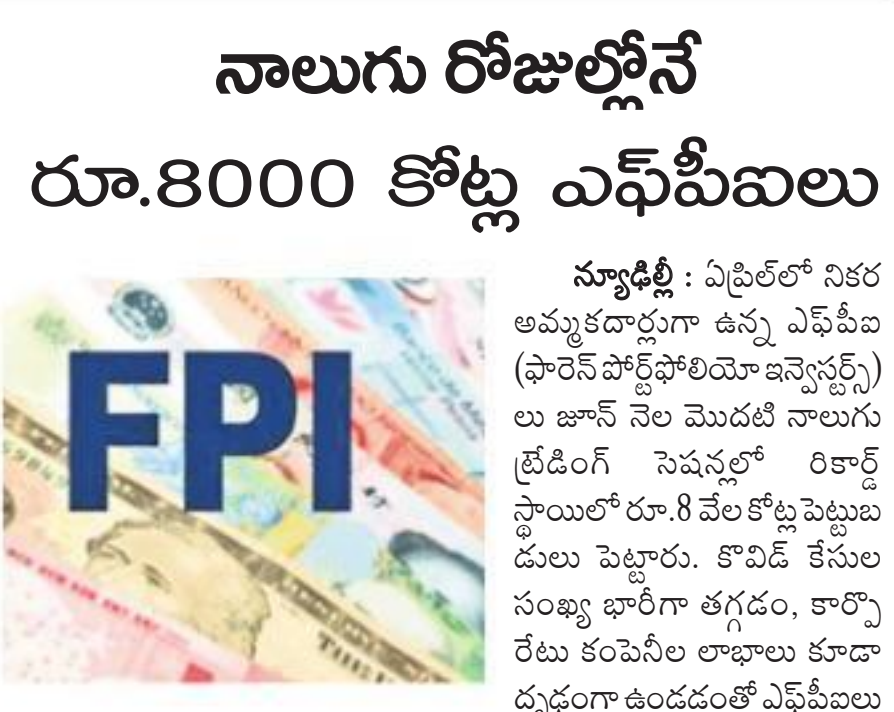 నాలుగు రోజుల్లోనే
రూ.8000 కోట్ల ఎఫ్‌పీఐలు
FPI
న్యూఢిల్లీ : ఏప్రిల్‌లో నికర
అమ్మకదార్లుగా ఉన్న ఎఫ్‌పీఐ
(ఫారెన్ పోర్ట్‌ఫోలియో ఇన్వెస్టర్స్)
లు జూన్ నెల మొదటి నాలుగు
ట్రేడింగ్ సెషన్లల్లో రికార్డ్
స్థాయిలో రూ.8 వేల కోట్ల పెట్టుబ
డులు పెట్టారు. కొవిడ్ కేసుల
సంఖ్య భారీగా తగ్గడం, కార్పొ
రేటు కంపెనీల లాభాలు కూడా
దృఢంగా ఉండడంతో ఎఫ్‌పీఐలు